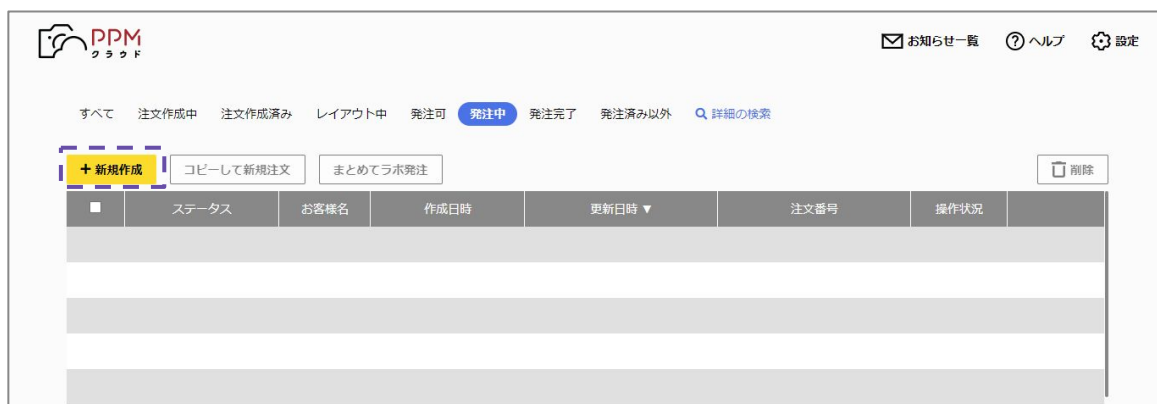 PPM
クラウド
お知らせ一覧 ヘルプ 設定
すべて 注文作成中 注文作成済み レイアウト中 発注可 発注中 発注完了 発注済み以外 詳細の検索
+ 新規作成 コピーして新規注文 まとめてラボ発注 削除
ステータス お客様名 作成日時 更新日時 ▼ 注文番号 操作状況